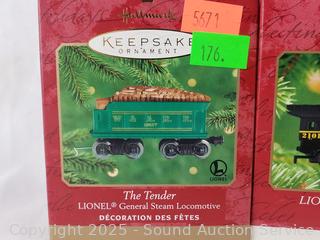 Hallmark
5671
KEEPSAKE
ORNAMENT
176.
LIONEL
The Tender
LIONEL® General Steam Locomotive
DÉCORATION DES FÊTES
LIO
Copyright 2025 - Sound Auction Service